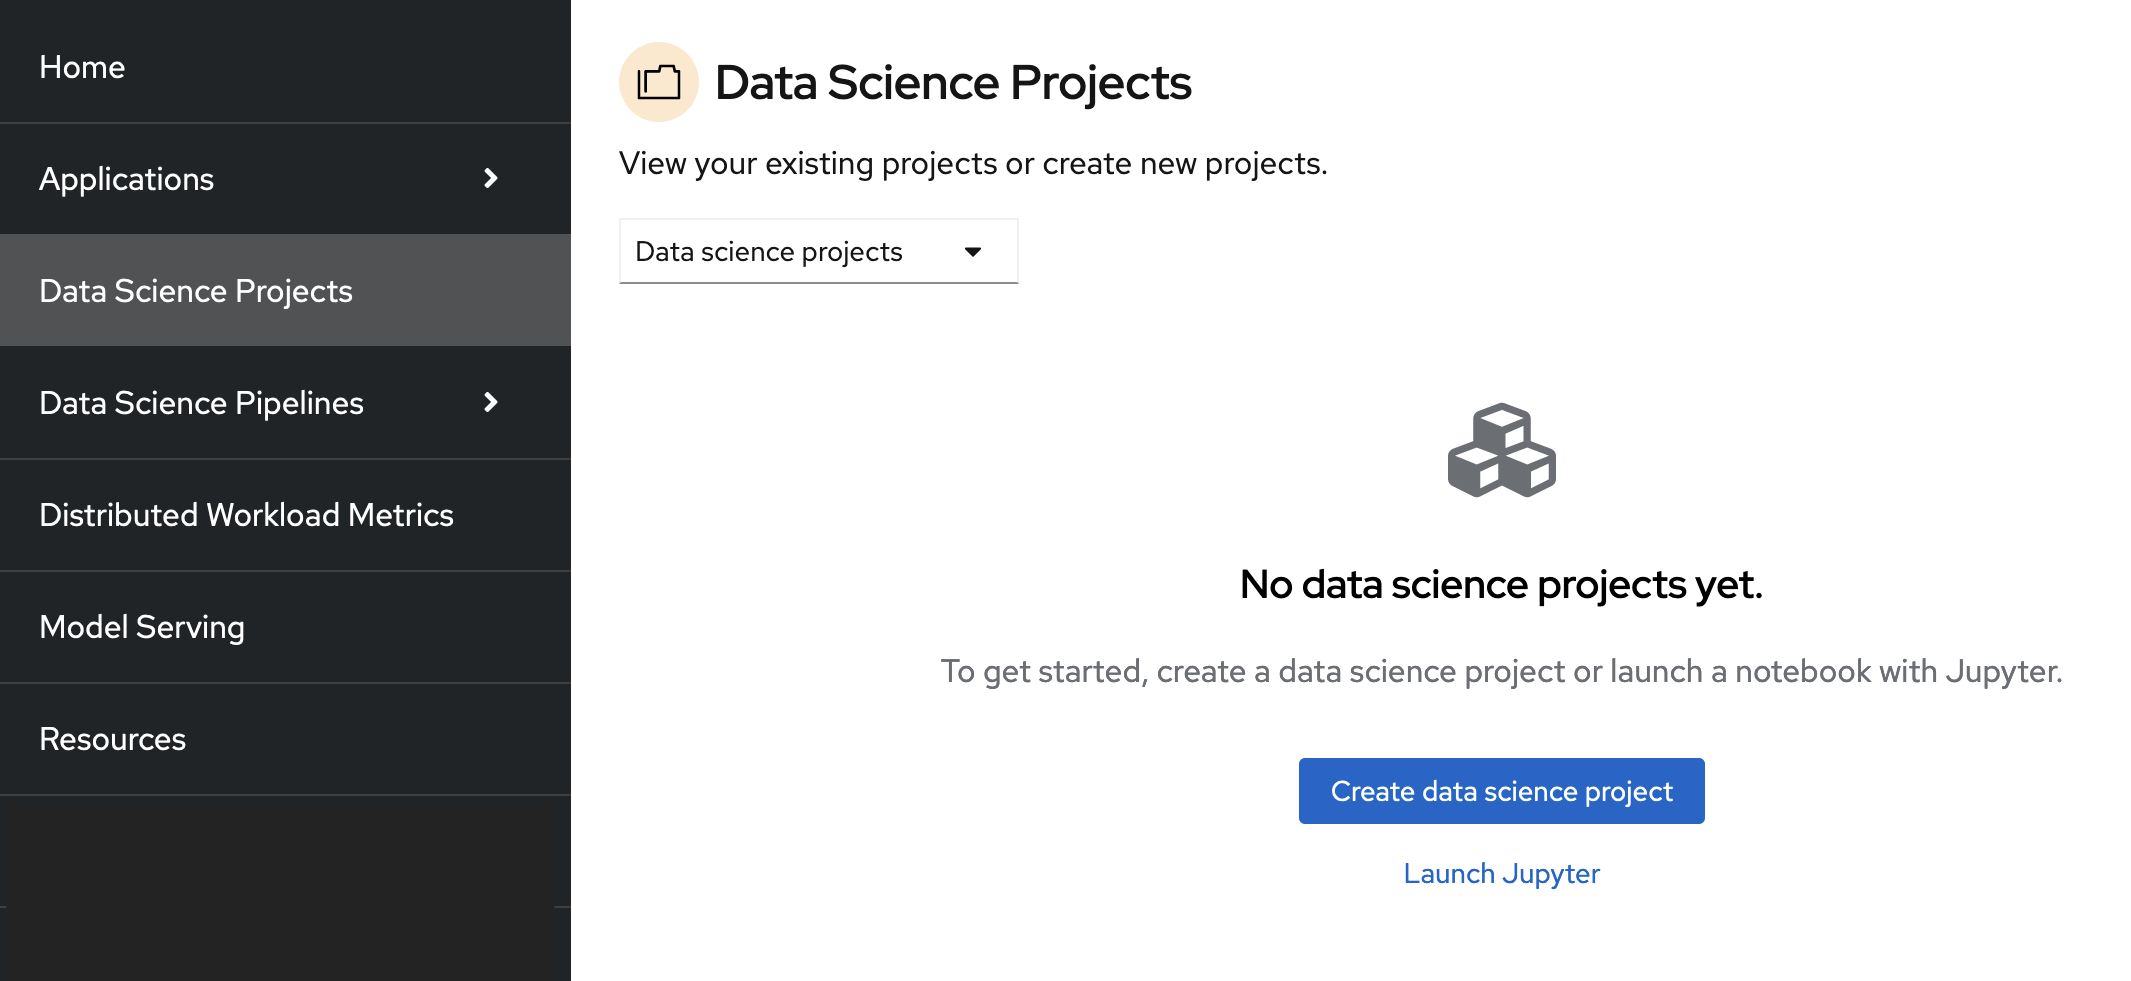 Home
Applications
Data Science Projects
Data Science Pipelines
Distributed Workload Metrics
Model Serving
Resources
Data Science Projects
View your existing projects or create new projects.
Data science projects
No data science projects yet.
To get started, create a data science project or launch a notebook with Jupyter.
Create data science project
Launch Jupyter